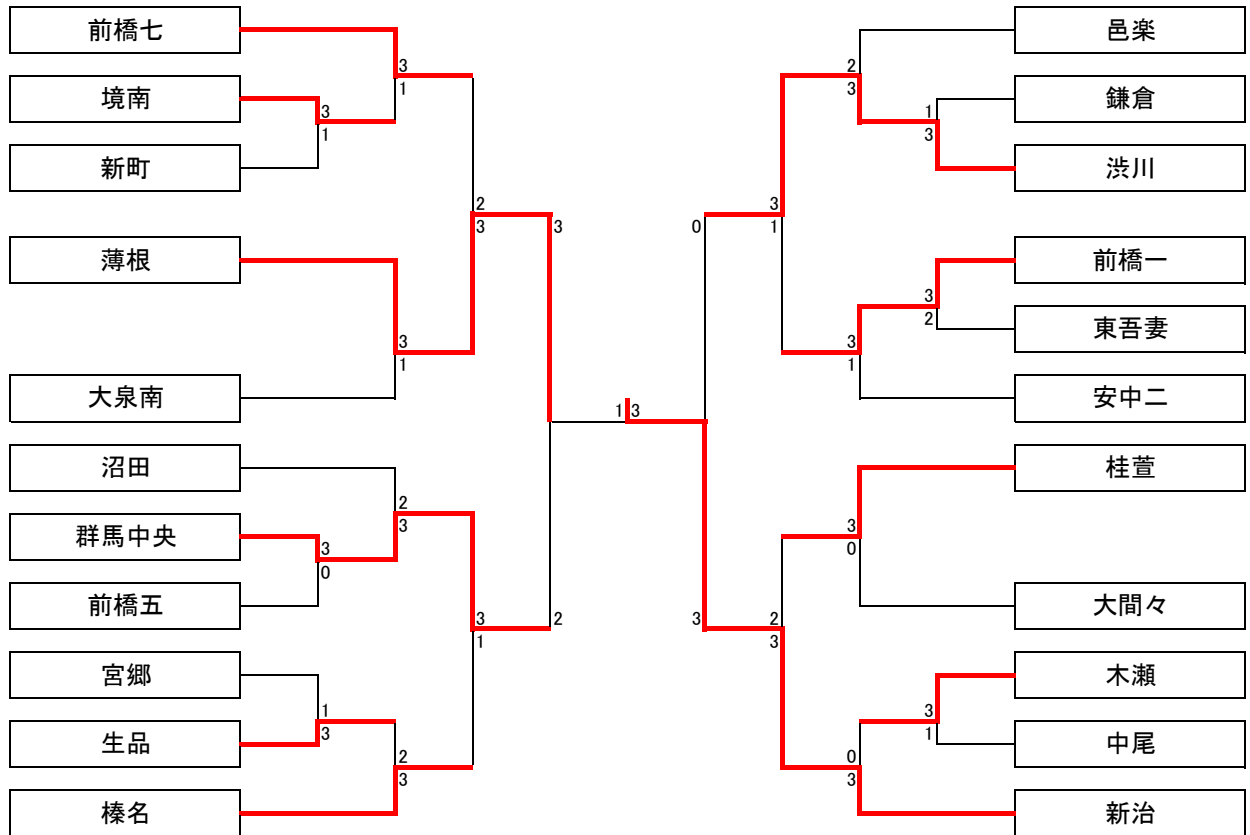 前橋七
境南
新町
薄根
大泉南
沼田
群馬中央
前橋五
宮郷
生品
榛名
3
1
3
1
2
3
3
1
2
3
3
0
3
1
1
3
2
3
3
2
1 3
0
3
2
3
1
3
3
1
3
2
3
1
3
0
2
3
3
1
0
3
邑楽
鎌倉
渋川
前橋一
東吾妻
安中二
桂萱
大間々
木瀬
中尾
新治